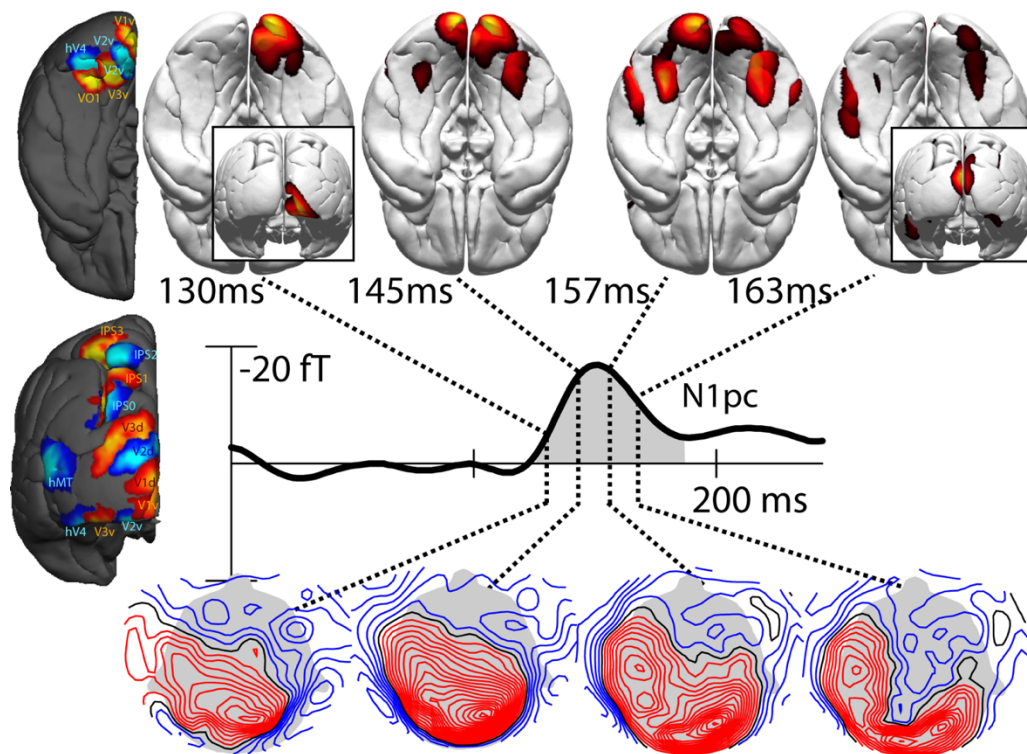 V1v
hV4
V2v
V2v
VO1
V3v
130ms
145ms
157ms
163ms
IPS3
IPS2
IPS1
IPS0
V3d
V2d
hMT
V1d
V1v
hV4
V3v
V2v
-20 fT
N1pc
200 ms